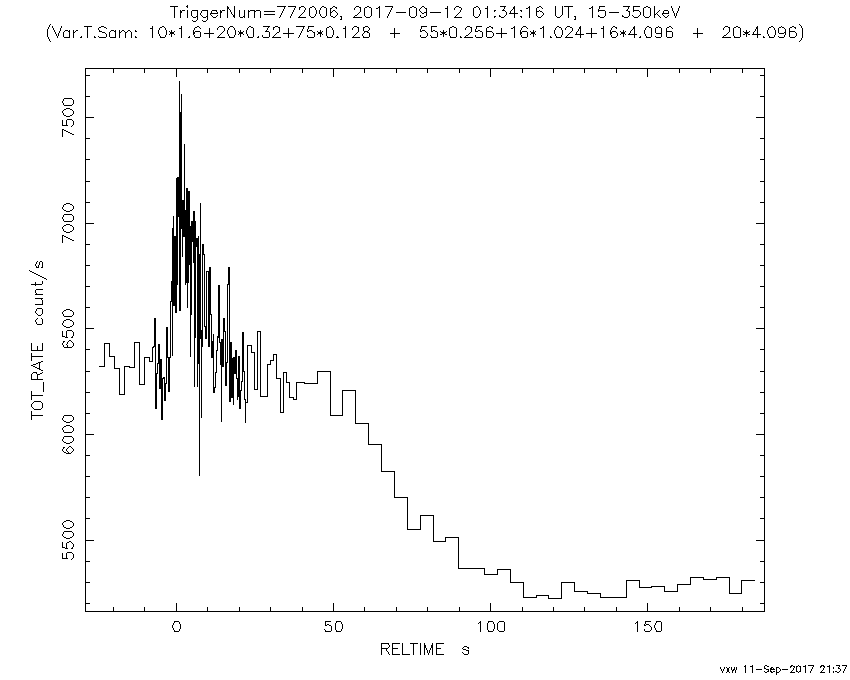 TriggerNum=772006, 2017-09-12 01:34:16 UT, 15-350keV
(Var.T.Sam: 10*1.6+20*0.32+75*0.128 + 55*0.256+16*1.024+16*4.096 + 20*4.096)
7500
7000
6500
6000
5500
TOT_RATE count/s
0 50 100 150
RELTIME s
vxw 11-Sep-2017 21:37